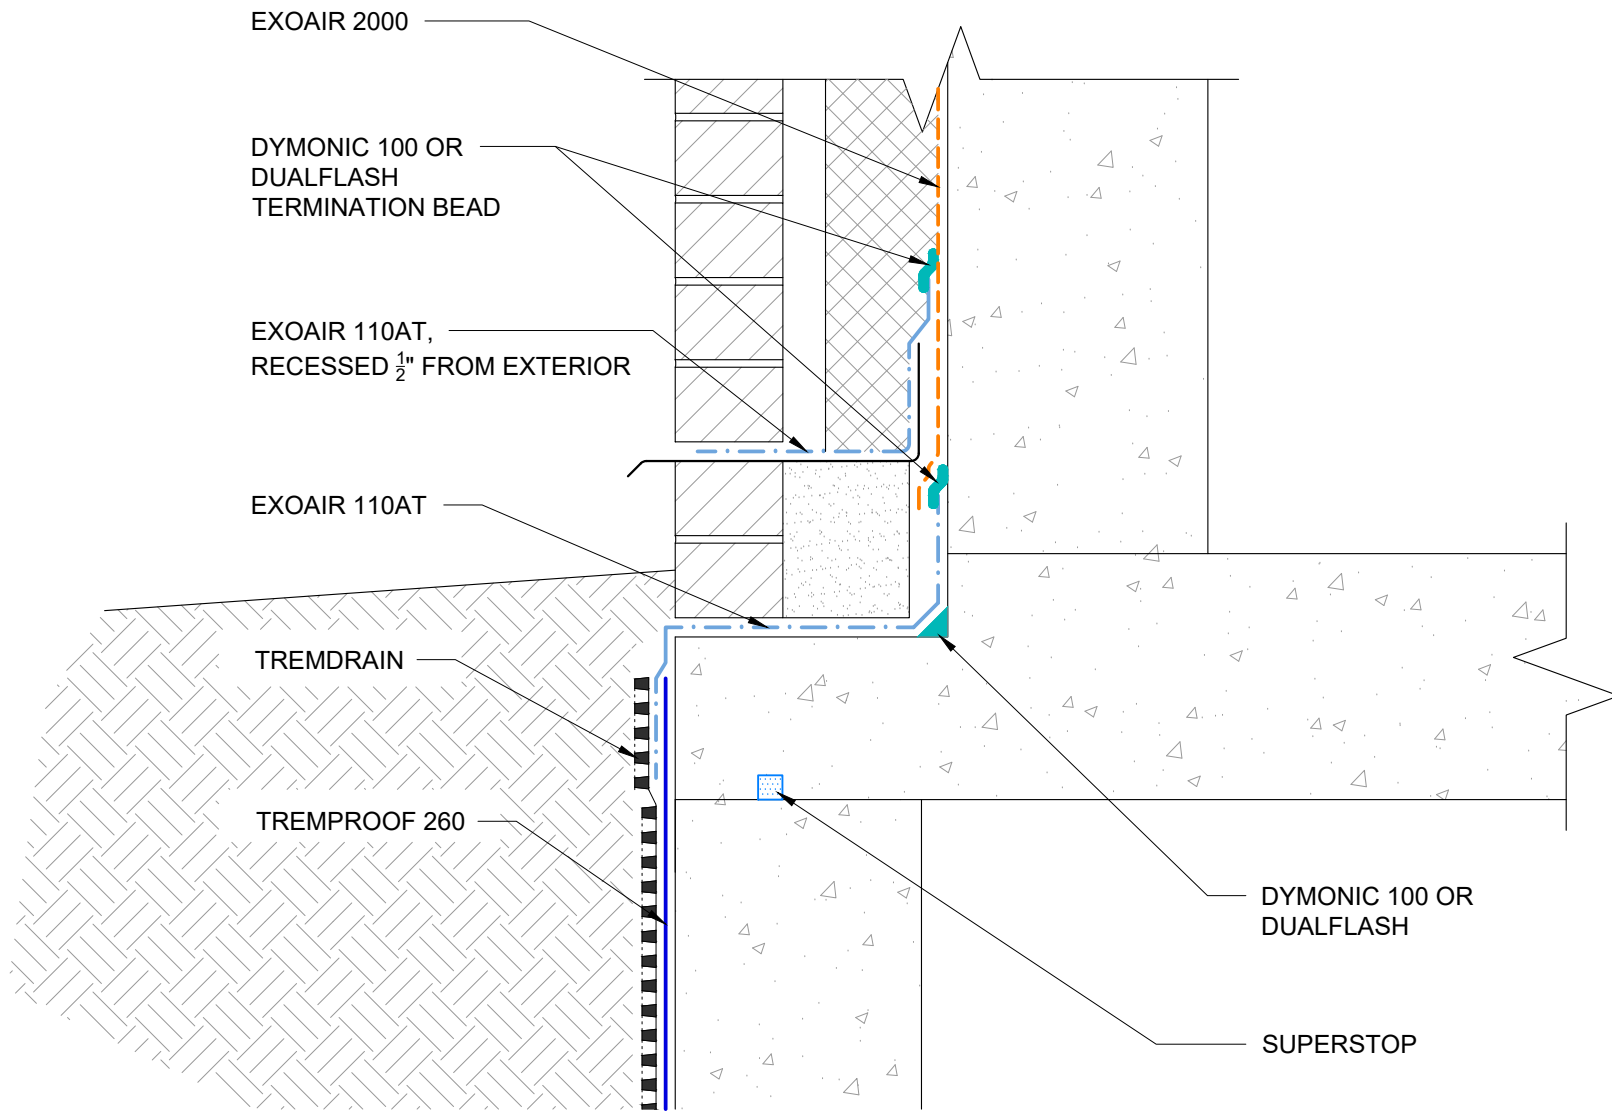 EXOAIR 2000
DYMONIC 100 OR
DUALFLASH
TERMINATION BEAD
EXOAIR 110AT,
RECESSED 1/2" FROM EXTERIOR
EXOAIR 110AT
TREMDRAIN
TREMPROOF 260
DYMONIC 100 OR
DUALFLASH
SUPERSTOP